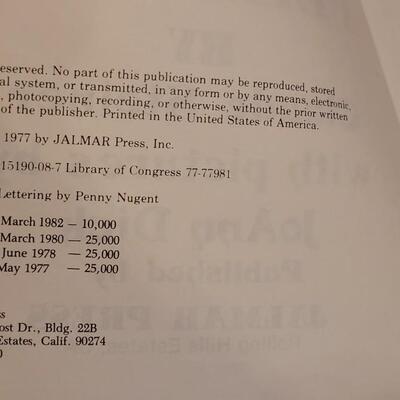 eserved. No part of this publication may be reproduced, stored
al system, or transmitted, in any form or by any means, electronic,
, photocopying, recording, or otherwise, without the prior written
of the publisher. Printed in the United States of America.
1977 by JALMAR Press, Inc.
15190-08-7 Library of Congress 77-77981
Lettering by Penny Nugent
March 1982 — 10,000
March 1980 — 25,000
June 1978 — 25,000
May 1977 — 25,000
ss
ost Dr., Bldg. 22B
Estates, Calif. 90274
0